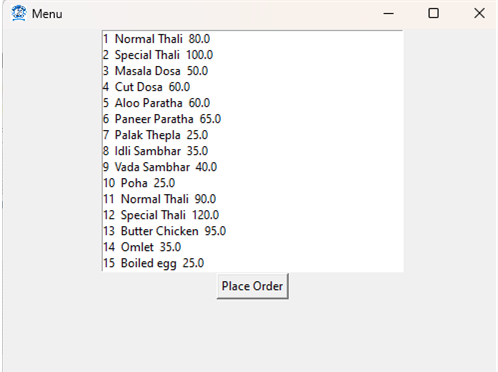 Menu
1 Normal Thali 80.0
2 Special Thali 100.0
3 Masala Dosa 50.0
4 Cut Dosa 60.0
5 Aloo Paratha 60.0
6 Paneer Paratha 65.0
7 Palak Thepla 25.0
8 Idli Sambhar 35.0
9 Vada Sambhar 40.0
10 Poha 25.0
11 Normal Thali 90.0
12 Special Thali 120.0
13 Butter Chicken 95.0
14 Omlet 35.0
15 Boiled egg 25.0
Place Order